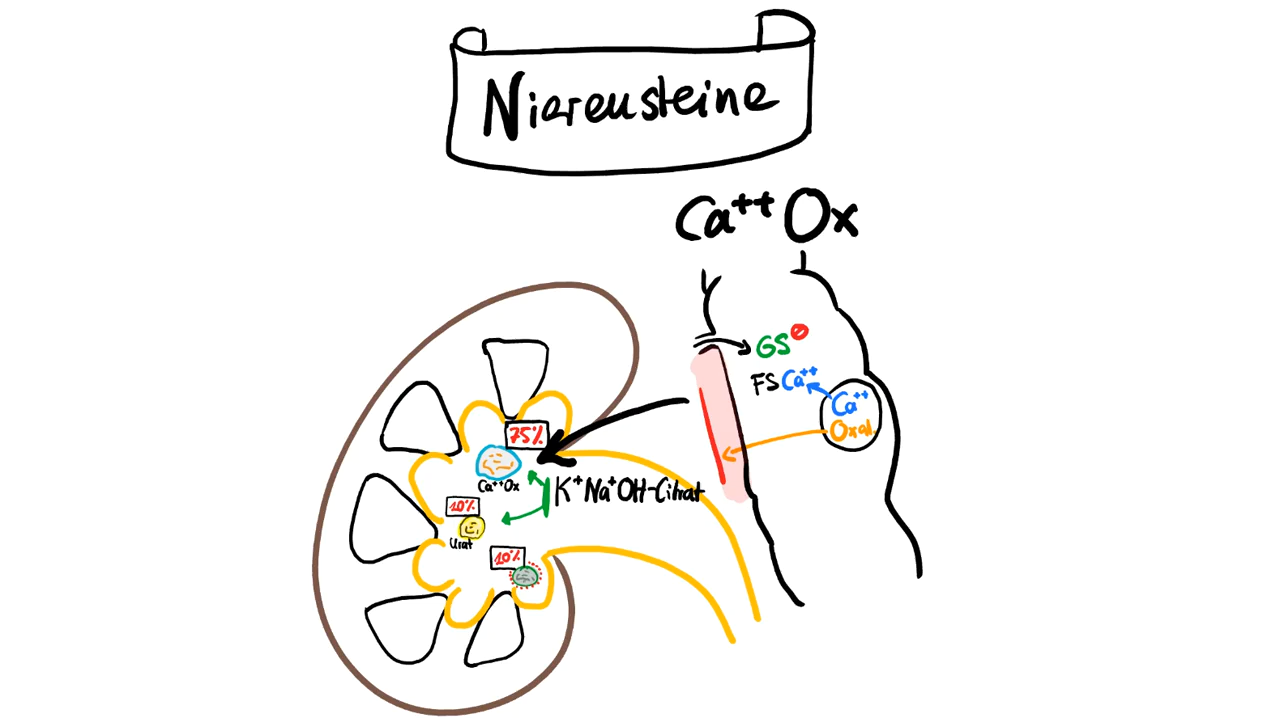 Nierensteine
Ca⁺⁺ Ox
GS
FS Ca⁺⁺
Ca⁺⁺
Oxal.
75%
Ca⁺⁺Ox
K⁺Na⁺OH-Citrat
10%
Urat
10%